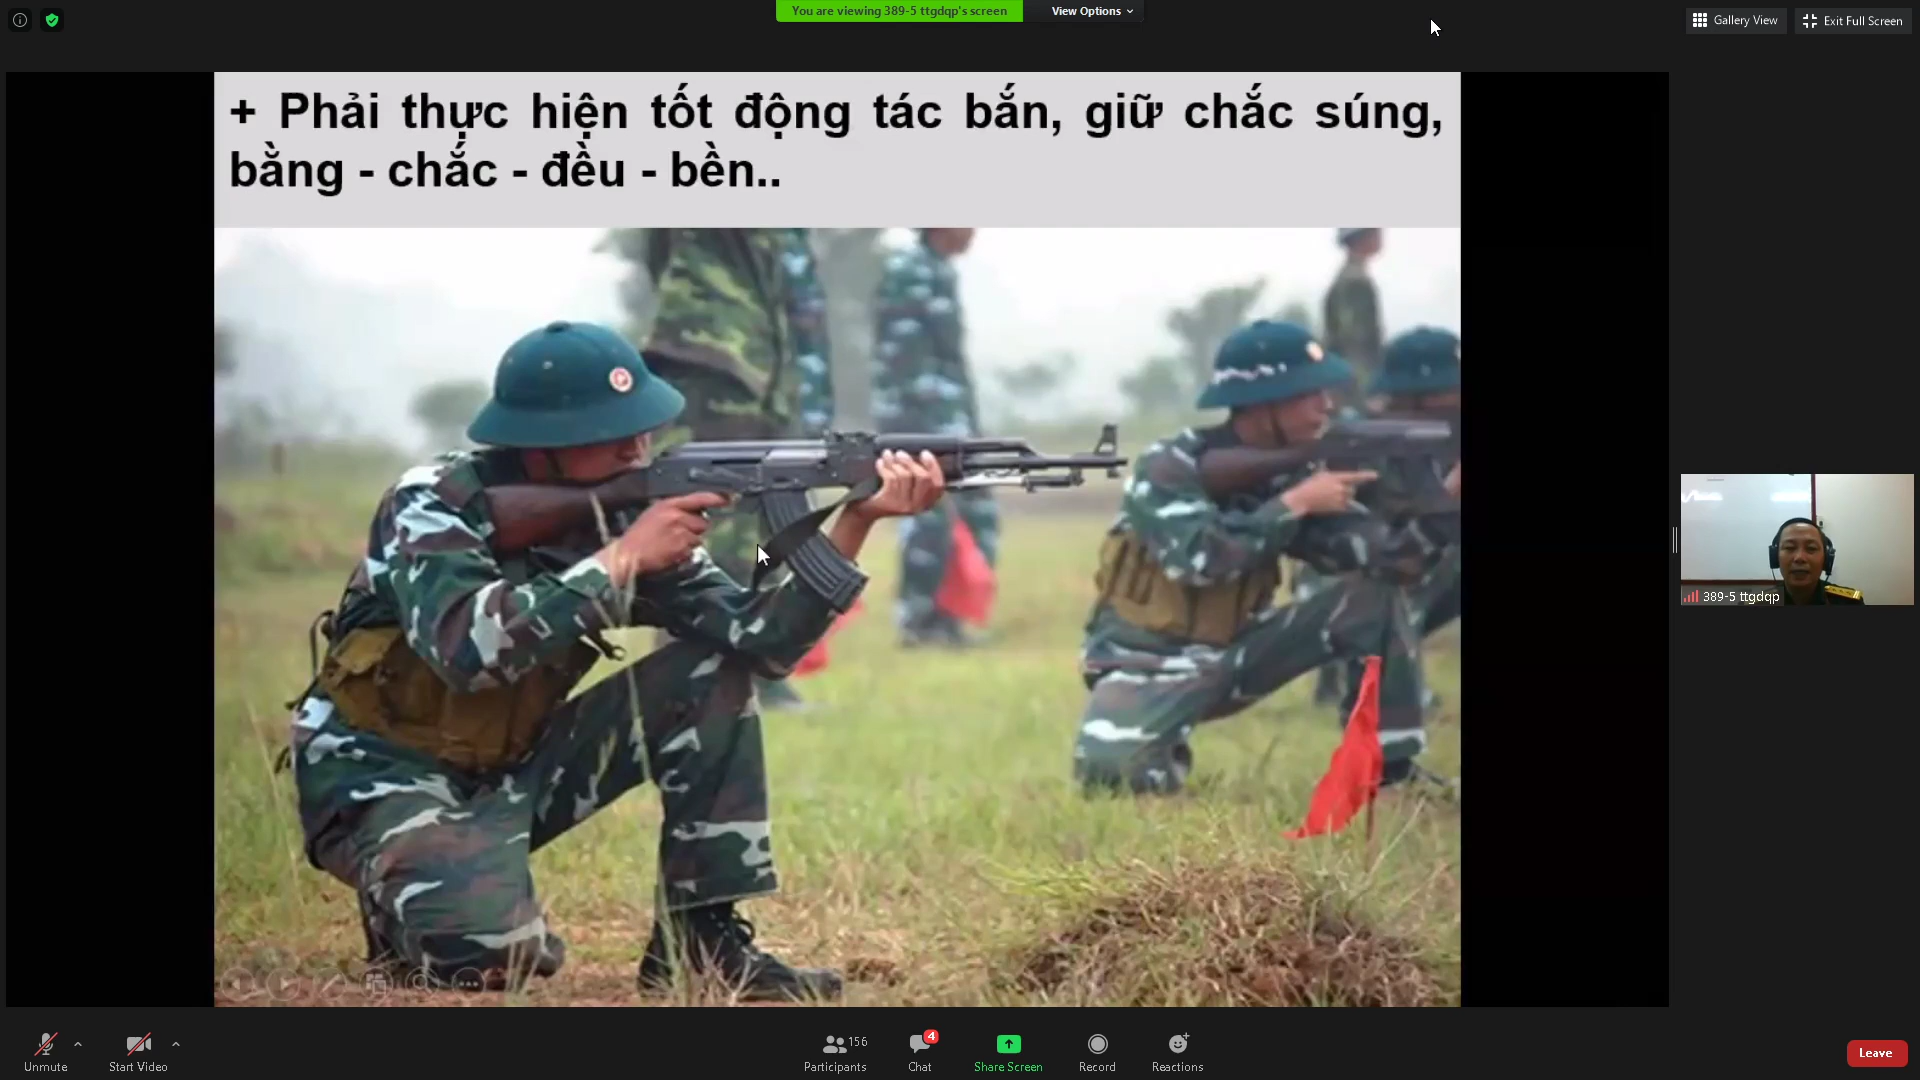 You are viewing 389-5 ttgdqp's screen
View Options
Gallery View
Exit Full Screen
+ Phải thực hiện tốt động tác bắn, giữ chắc súng,
bằng - chắc - đều - bền..
389-5 ttgdqp
Unmute
Start Video
156
Participants
4
Chat
Share Screen
Record
Reactions
Leave